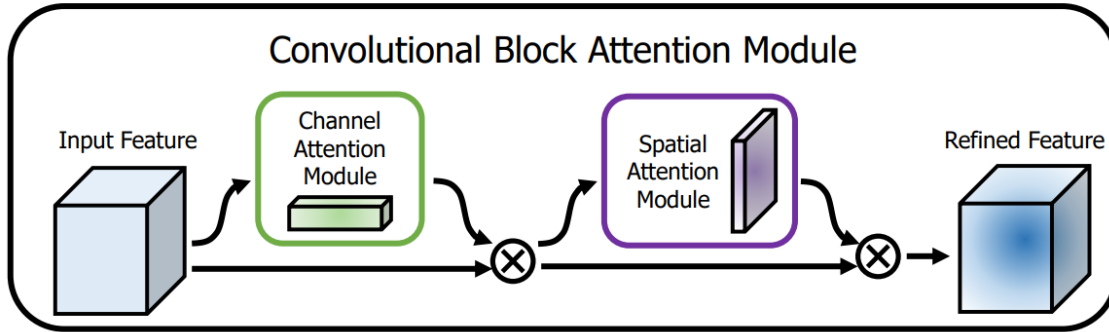 Convolutional Block Attention Module
Input Feature
Channel
Attention
Module
Spatial
Attention
Module
Refined Feature